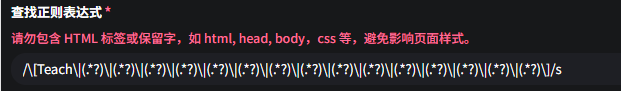 查找正则表达式 *
请勿包含 HTML 标签或保留字，如 html, head, body，css 等，避免影响页面样式。
/\[Teach\|(.*?)\|(.*?)\|(.*?)\|(.*?)\|(.*?)\|(.*?)\|(.*?)\|(.*?)\|(.*?)\|(.*?)\|(.*?)\|(.*?)\|(.*?)\|(.*?)\|(.*?)\|(.*?)\]/s